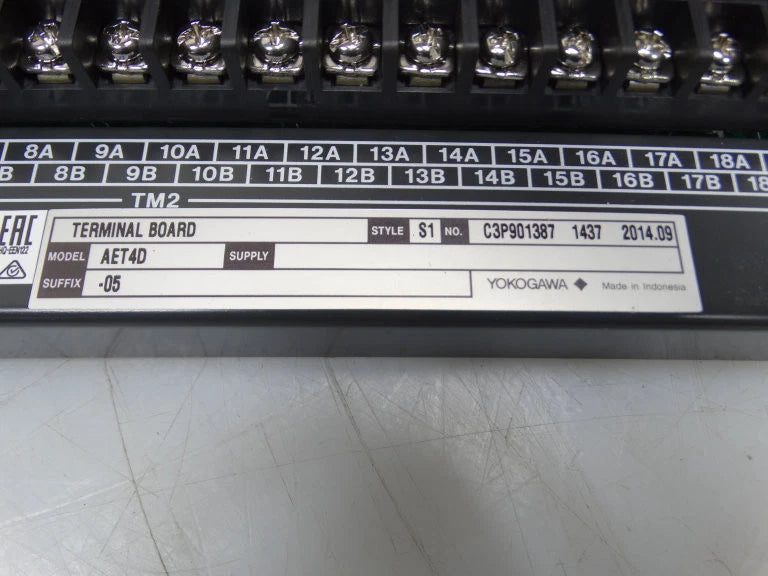 8A 9A 10A 11A 12A 13A 14A 15A 16A 17A 18A
B 8B 9B 10B 11B 12B 13B 14B 15B 16B 17B 18
TM2
EAC
TERMINAL BOARD STYLE S1 NO. C3P901387 1437 2014.09
MODEL AET4D SUPPLY
SUFFIX -05
YOKOGAWA Made in Indonesia